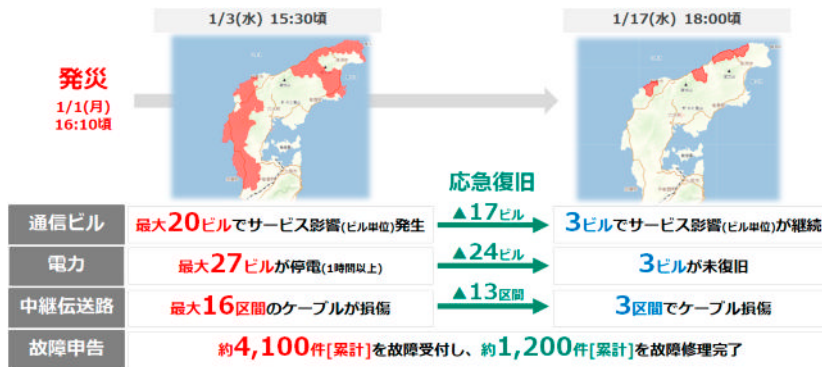 1/3(水) 15:30頃
1/17(水) 18:00頃
発災
1/1(月)
16:10頃
応急復旧
通信ビル
最大20ビルでサービス影響(ビル単位)発生
▲17ビル
3ビルでサービス影響(ビル単位)が継続
電力
最大27ビルが停電(1時間以上)
▲24ビル
3ビルが未復旧
中継伝送路
最大16区間のケーブルが損傷
▲13区間
3区間でケーブル損傷
故障申告
約4,100件[累計]を故障受付し、約1,200件[累計]を故障修理完了